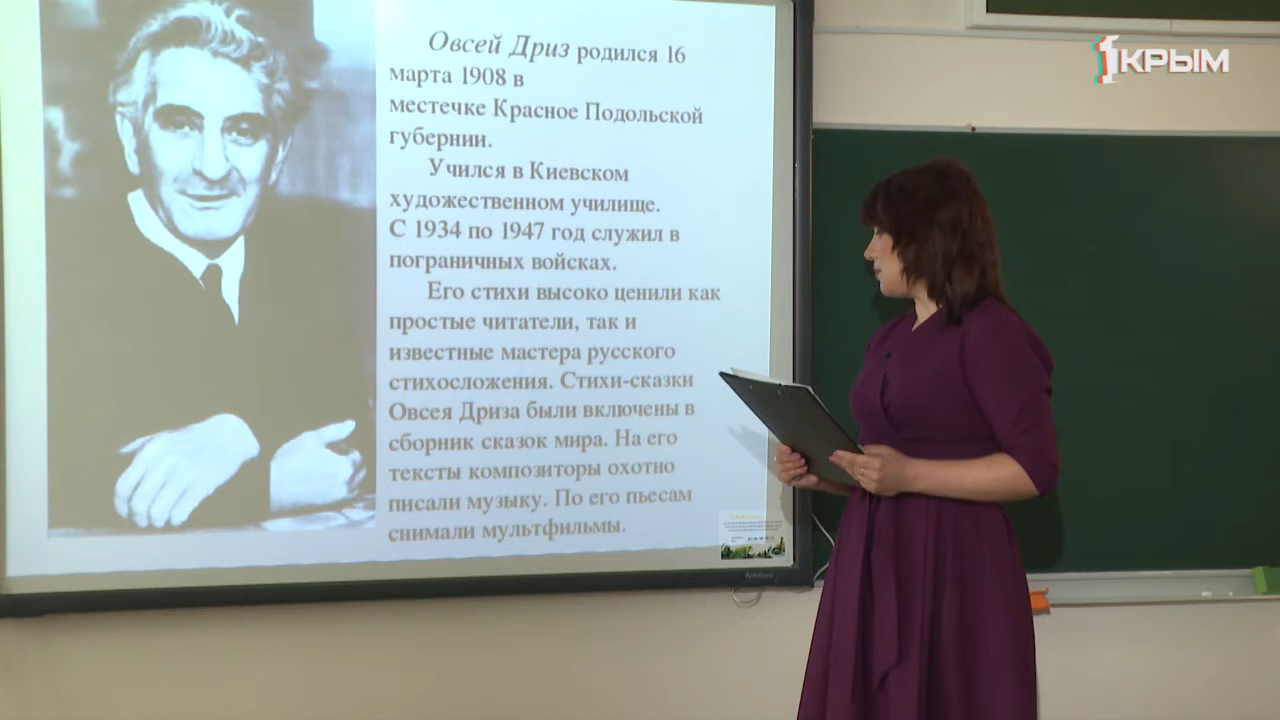 Овсей Дриз родился 16
марта 1908 в
местечке Красное Подольской
губернии.
Учился в Киевском
художественном училище.
С 1934 по 1947 год служил в
пограничных войсках.
Его стихи высоко ценили как
простые читатели, так и
известные мастера русского
стихосложения. Стихи-сказки
Овсея Дриза были включены в
сборник сказок мира. На его
тексты композиторы охотно
писали музыку. По его пьесам
снимали мультфильмы.
1КРЫМ